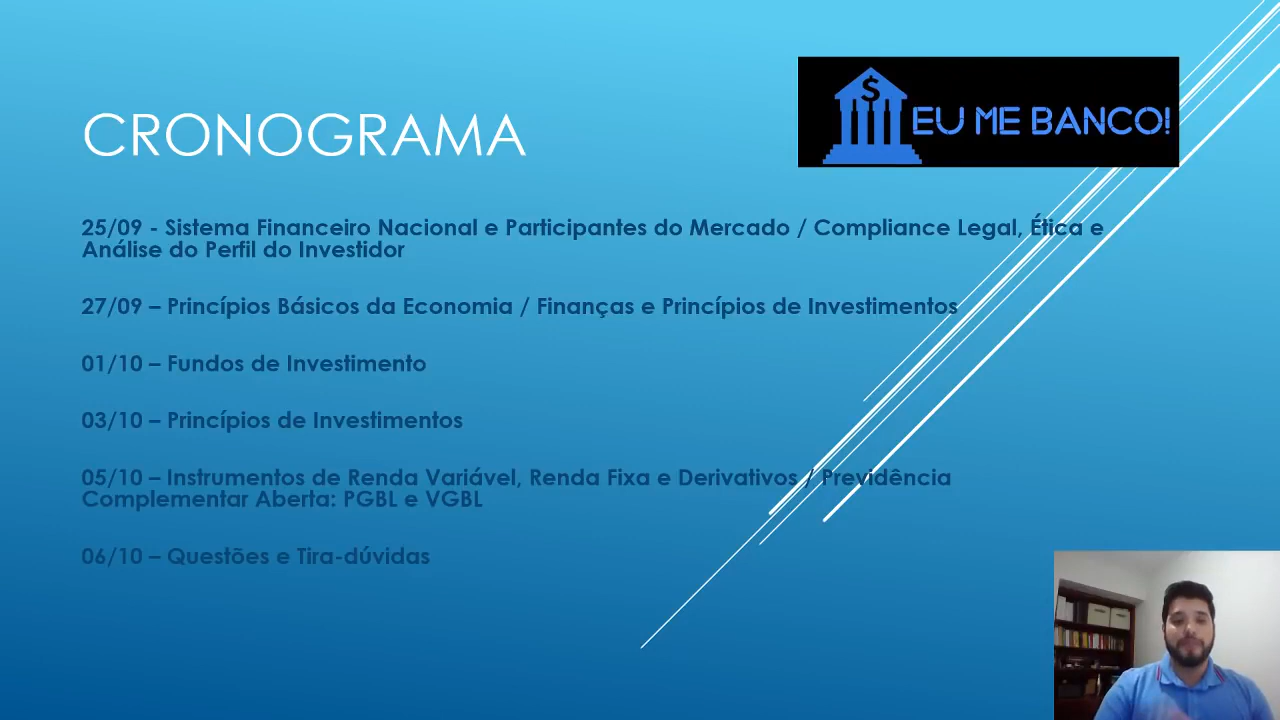 CRONOGRAMA
$ EU ME BANCO!
25/09 - Sistema Financeiro Nacional e Participantes do Mercado / Compliance Legal, Ética e
Análise do Perfil do Investidor
27/09 – Princípios Básicos da Economia / Finanças e Princípios de Investimentos
01/10 – Fundos de Investimento
03/10 – Princípios de Investimentos
05/10 – Instrumentos de Renda Variável, Renda Fixa e Derivativos / Previdência
Complementar Aberta: PGBL e VGBL
06/10 – Questões e Tira-dúvidas